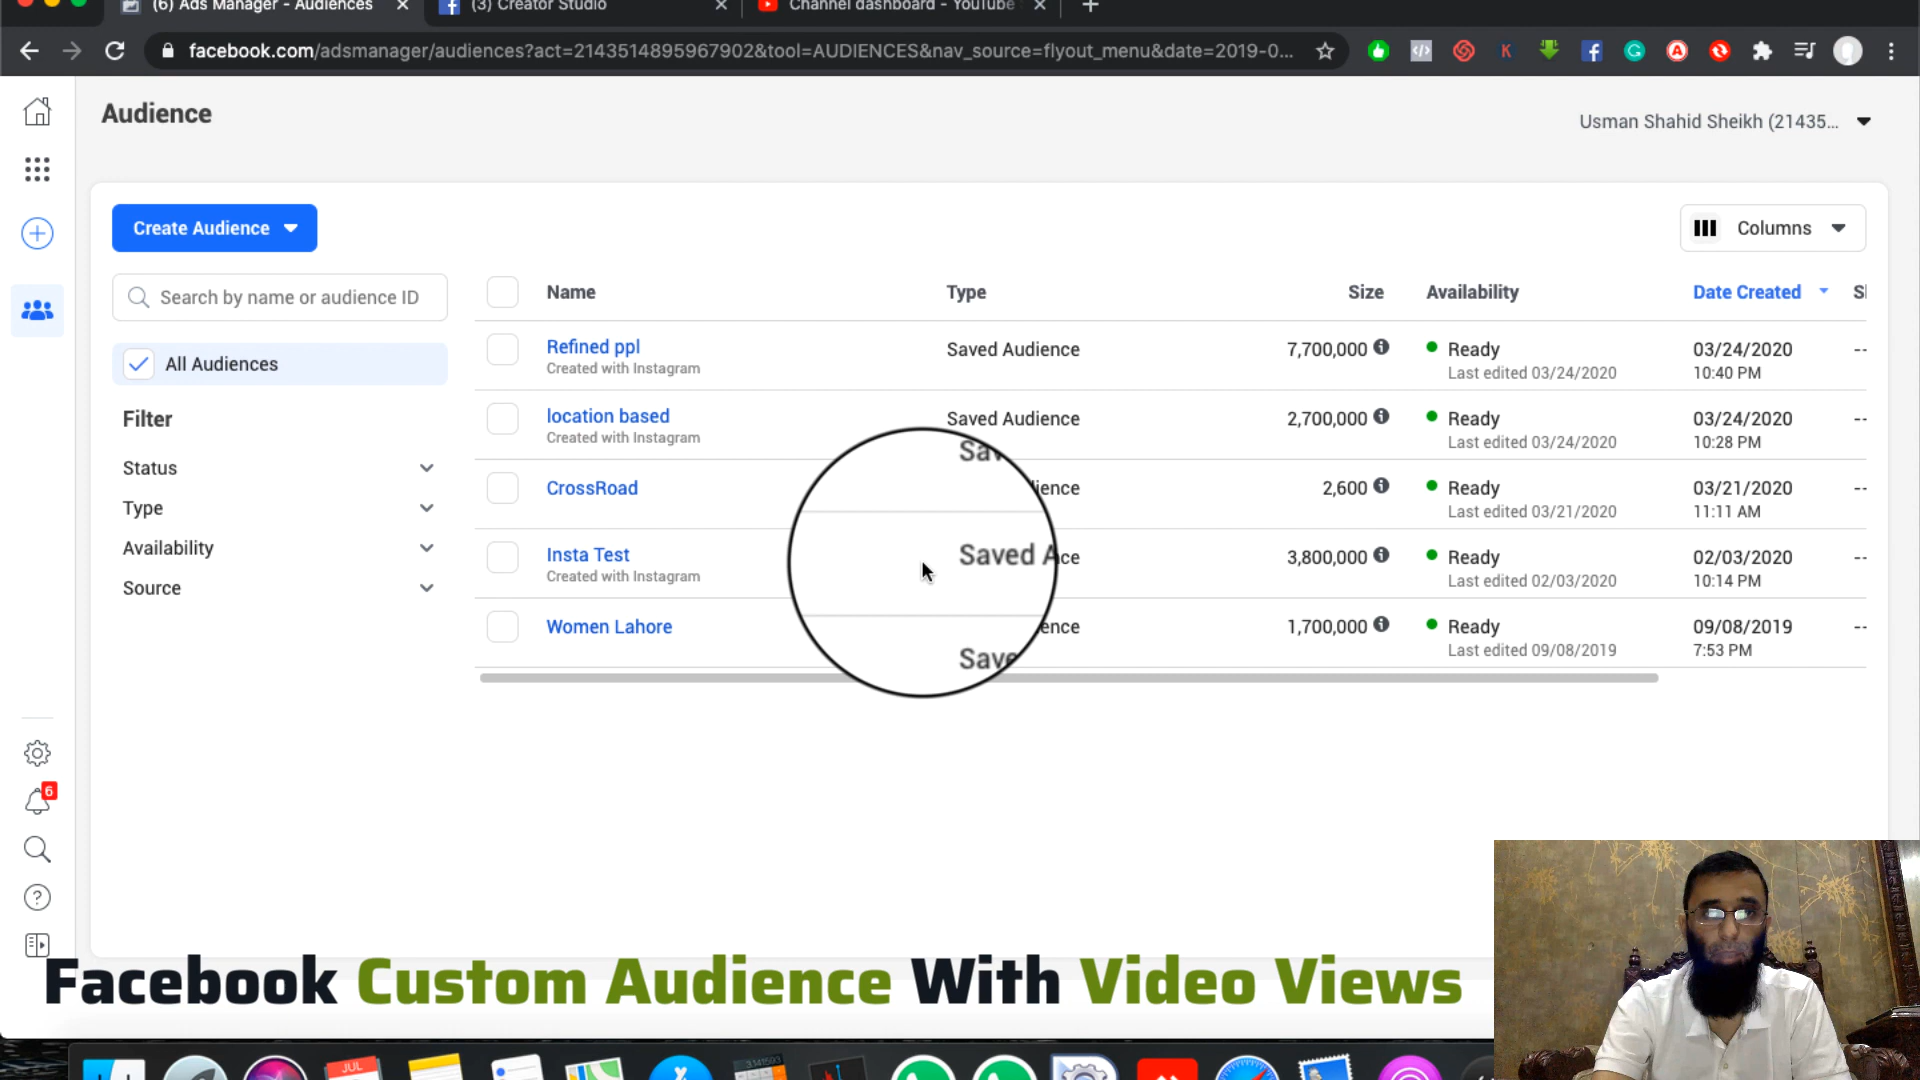 (6) Ads Manager - Audiences
(3) Creator Studio
Channel dashboard - YouTube
facebook.com/adsmanager/audiences?act=2143514895967902&tool=AUDIENCES&nav_source=flyout_menu&date=2019-0...
Audience
Usman Shahid Sheikh (21435...
Create Audience
Columns
Search by name or audience ID
All Audiences
Filter
Status
Type
Availability
Source
Name Type Size Availability Date Created
Refined ppl Saved Audience 7,700,000 Ready 03/24/2020 --
Created with Instagram Last edited 03/24/2020 10:40 PM
location based Saved Audience 2,700,000 Ready 03/24/2020 --
Created with Instagram Last edited 03/24/2020 10:28 PM
Sav
CrossRoad ience 2,600 Ready 03/21/2020 --
Last edited 03/21/2020 11:11 AM
Insta Test Saved A ce 3,800,000 Ready 02/03/2020 --
Created with Instagram Last edited 02/03/2020 10:14 PM
Women Lahore ence 1,700,000 Ready 09/08/2019 --
Last edited 09/08/2019 7:53 PM
Save
6
Facebook Custom Audience With Video Views
JUL